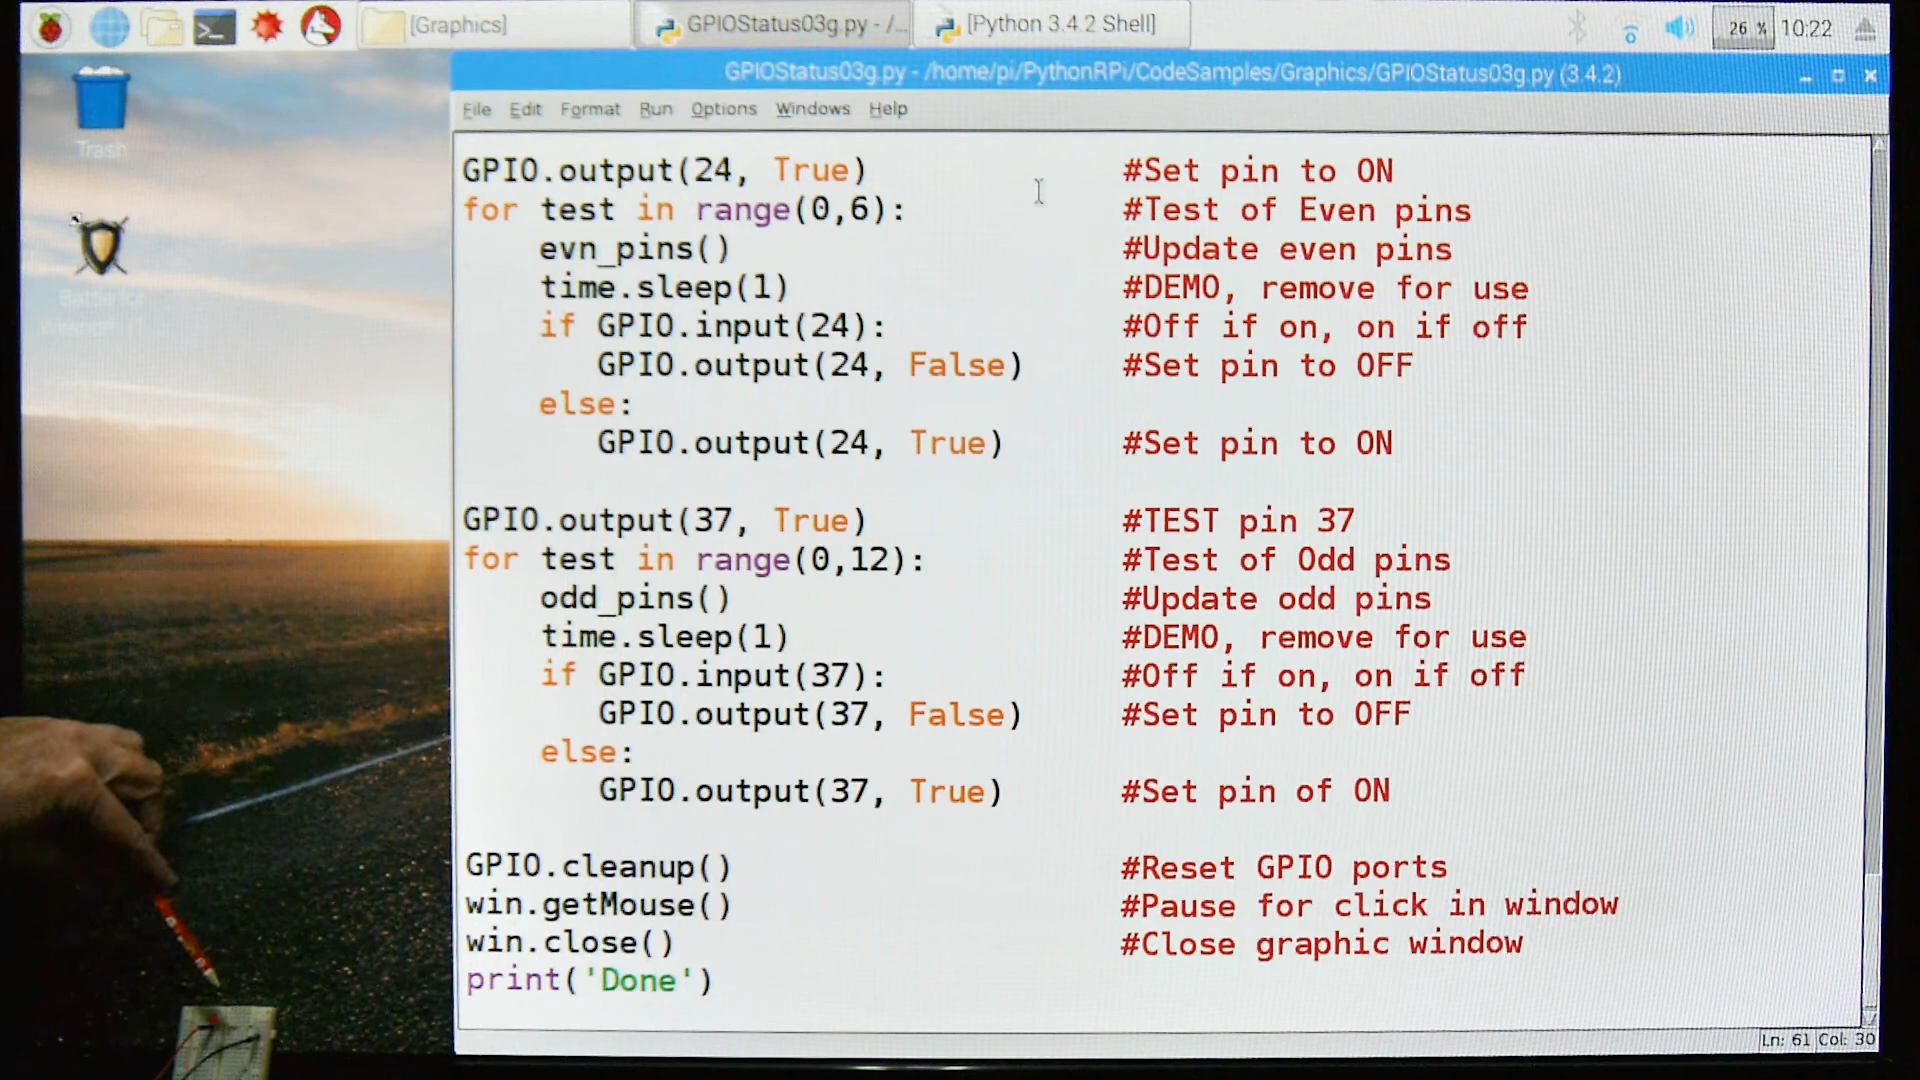 [Graphics]
GPIOStatus03g.py - /...
[Python 3.4.2 Shell]
26 %
10:22
GPIOStatus03g.py - /home/pi/PythonRPi/CodeSamples/Graphics/GPIOStatus03g.py (3.4.2)
File Edit Format Run Options Windows Help
Trash
Battle for
GPIO.output(24, True) #Set pin to ON
for test in range(0,6): #Test of Even pins
evn_pins() #Update even pins
time.sleep(1) #DEMO, remove for use
if GPIO.input(24): #Off if on, on if off
GPIO.output(24, False) #Set pin to OFF
else:
GPIO.output(24, True) #Set pin to ON
GPIO.output(37, True) #TEST pin 37
for test in range(0,12): #Test of Odd pins
odd_pins() #Update odd pins
time.sleep(1) #DEMO, remove for use
if GPIO.input(37): #Off if on, on if off
GPIO.output(37, False) #Set pin to OFF
else:
GPIO.output(37, True) #Set pin of ON
GPIO.cleanup() #Reset GPIO ports
win.getMouse() #Pause for click in window
win.close() #Close graphic window
print('Done')
Ln: 61 Col: 30